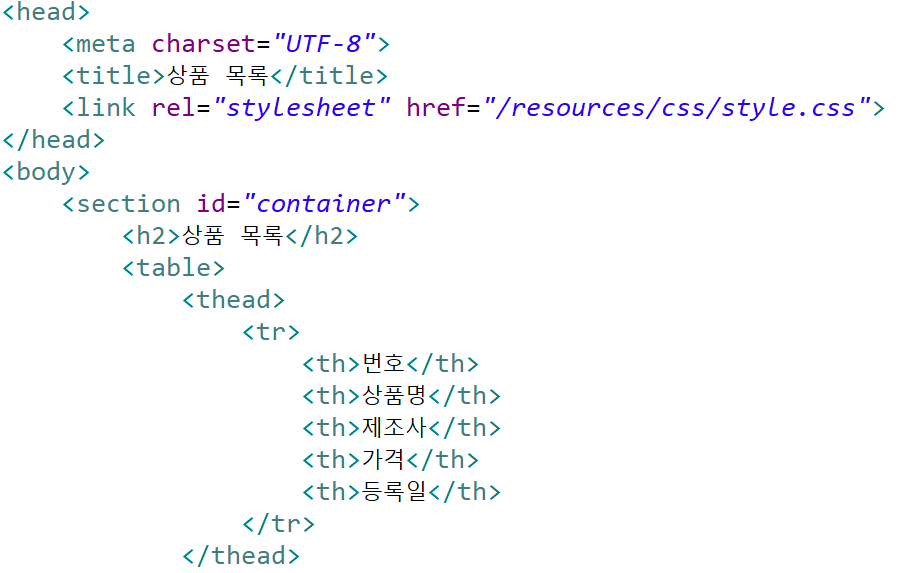 <head>
    <meta charset="UTF-8">
    <title>상품 목록</title>
    <link rel="stylesheet" href="/resources/css/style.css">
</head>
<body>
    <section id="container">
        <h2>상품 목록</h2>
        <table>
            <thead>
                <tr>
                    <th>번호</th>
                    <th>상품명</th>
                    <th>제조사</th>
                    <th>가격</th>
                    <th>등록일</th>
                </tr>
            </thead>